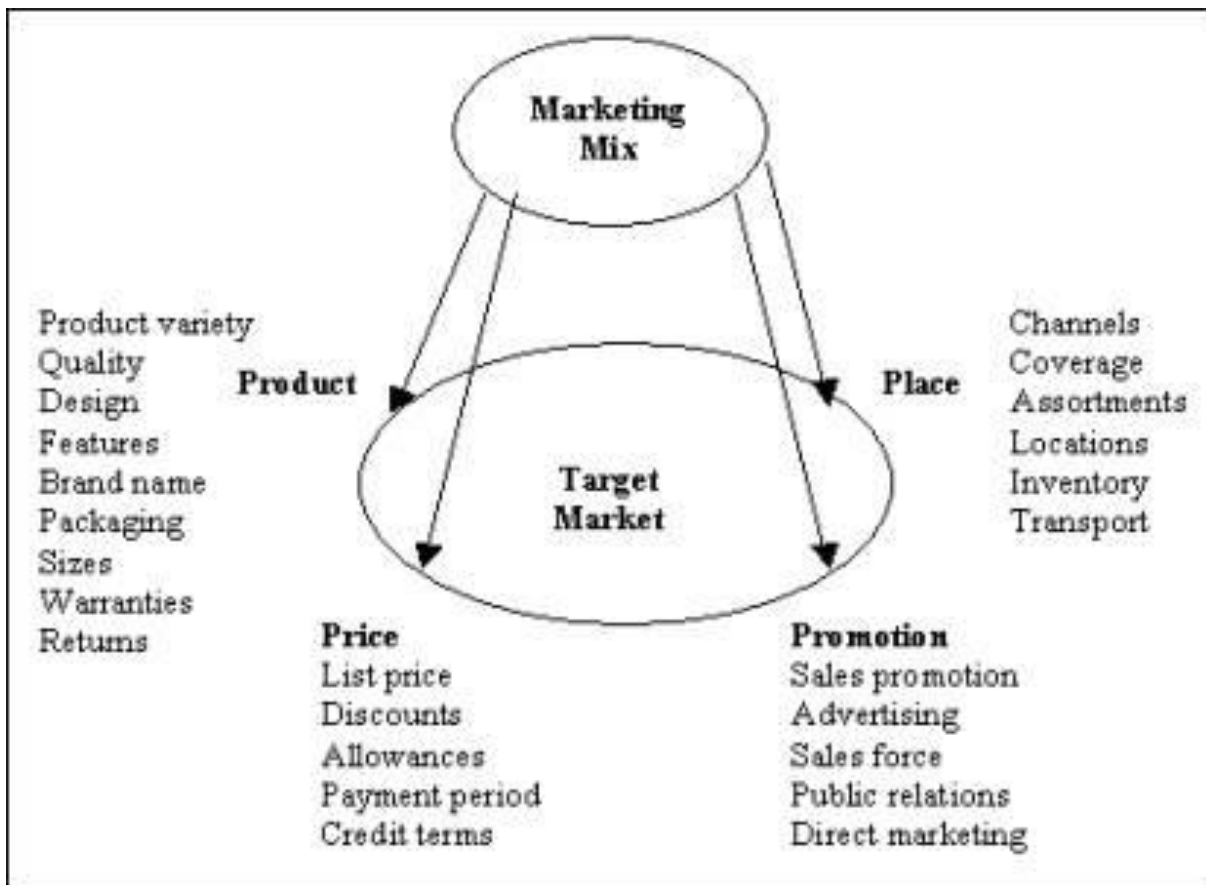 Marketing
Mix
Product variety
Quality
Design
Features
Brand name
Packaging
Sizes
Warranties
Returns
Product
Target
Market
Place
Channels
Coverage
Assortments
Locations
Inventory
Transport
Price
List price
Discounts
Allowances
Payment period
Credit terms
Promotion
Sales promotion
Advertising
Sales force
Public relations
Direct marketing